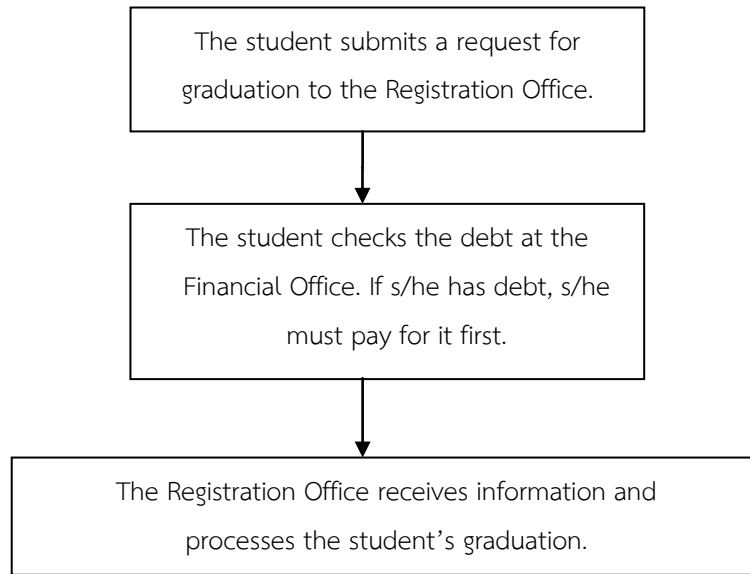 The student submits a request for
graduation to the Registration Office.
The student checks the debt at the
Financial Office. If s/he has debt, s/he
must pay for it first.
The Registration Office receives information and
processes the student’s graduation.